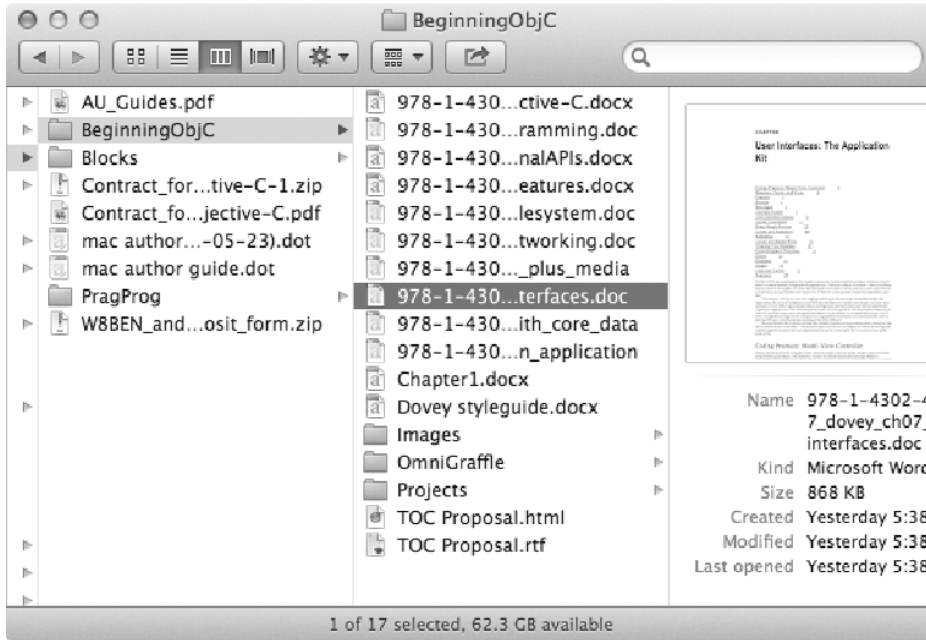 BeginningObjC
AU_Guides.pdf
BeginningObjC
Blocks
Contract_for...tive-C-1.zip
Contract_fo...jective-C.pdf
mac author...-05-23).dot
mac author guide.dot
PragProg
W8BEN_and...osit_form.zip
978-1-430...ctive-C.docx
978-1-430...ramming.doc
978-1-430...nalAPIs.docx
978-1-430...eatures.docx
978-1-430...lesystem.doc
978-1-430...tworking.doc
978-1-430..._plus_media
978-1-430...terfaces.doc
978-1-430...ith_core_data
978-1-430...n_application
Chapter1.docx
Dovey styleguide.docx
Images
OmniGraffle
Projects
TOC Proposal.html
TOC Proposal.rtf
User Interfaces: The Application
Kit
Coding Practices: Model-View-Controller
Name 978-1-4302-4
7_dovey_ch07_
interfaces.doc
Kind Microsoft Word
Size 868 KB
Created Yesterday 5:38
Modified Yesterday 5:38
Last opened Yesterday 5:38
1 of 17 selected, 62.3 GB available